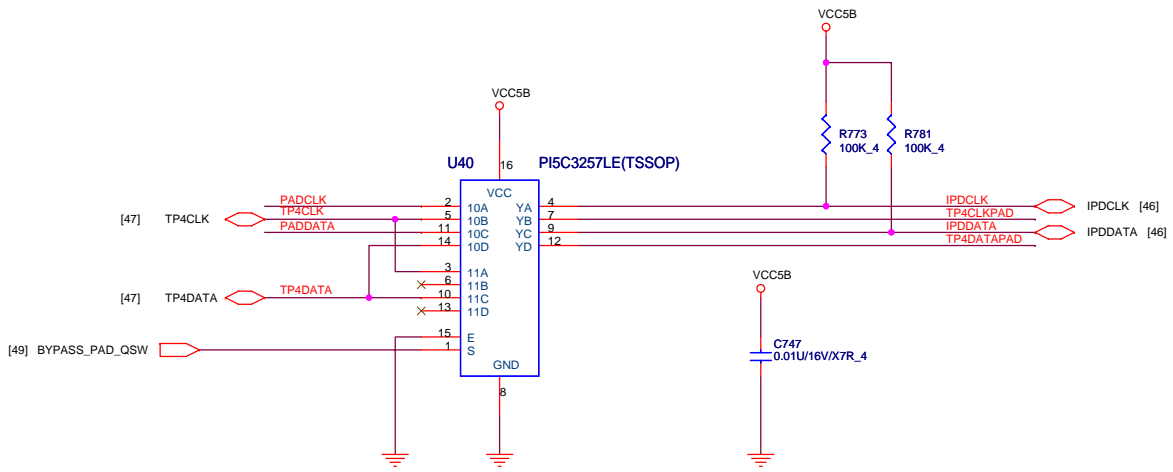 VCC5B
VCC5B
R773
100K_4
R781
100K_4
U40
16
PI5C3257LE(TSSOP)
VCC
PADCLK
2
10A
YA
4
IPDCLK
IPDCLK [46]
[47] TP4CLK
TP4CLK
5
10B
YB
7
TP4CLKPAD
PADDATA
11
10C
YC
9
IPDDATA
IPDDATA [46]
14
10D
YD
12
TP4DATAPAD
3
11A
6
11B
[47] TP4DATA
TP4DATA
10
11C
13
11D
15
E
[49] BYPASS_PAD_QSW
1
S
GND
8
VCC5B
C747
0.01U/16V/X7R_4